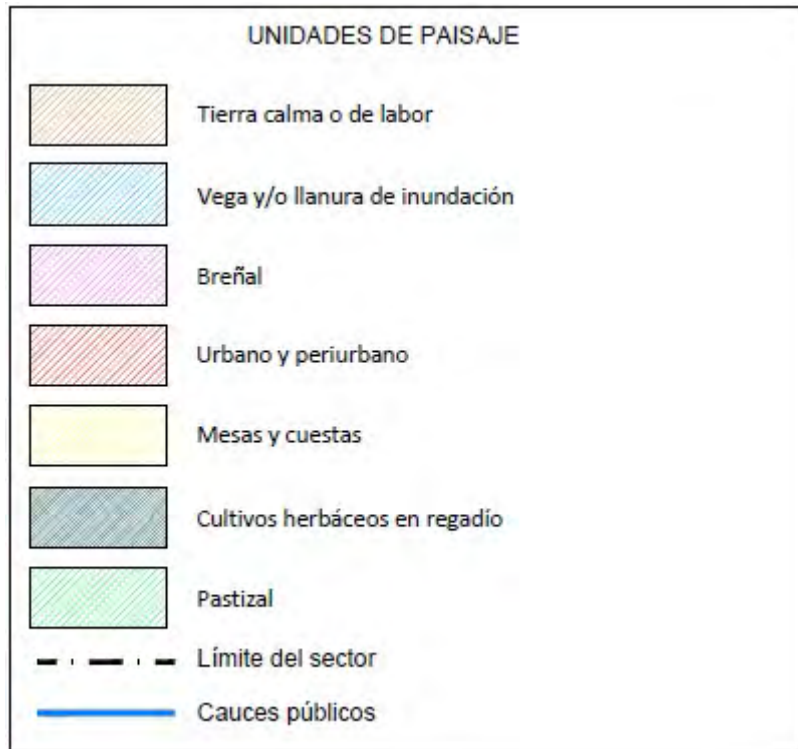 UNIDADES DE PAISAJE
Tierra calma o de labor
Vega y/o llanura de inundación
Breñal
Urbano y periurbano
Mesas y cuestas
Cultivos herbáceos en regadío
Pastizal
Límite del sector
Cauces públicos